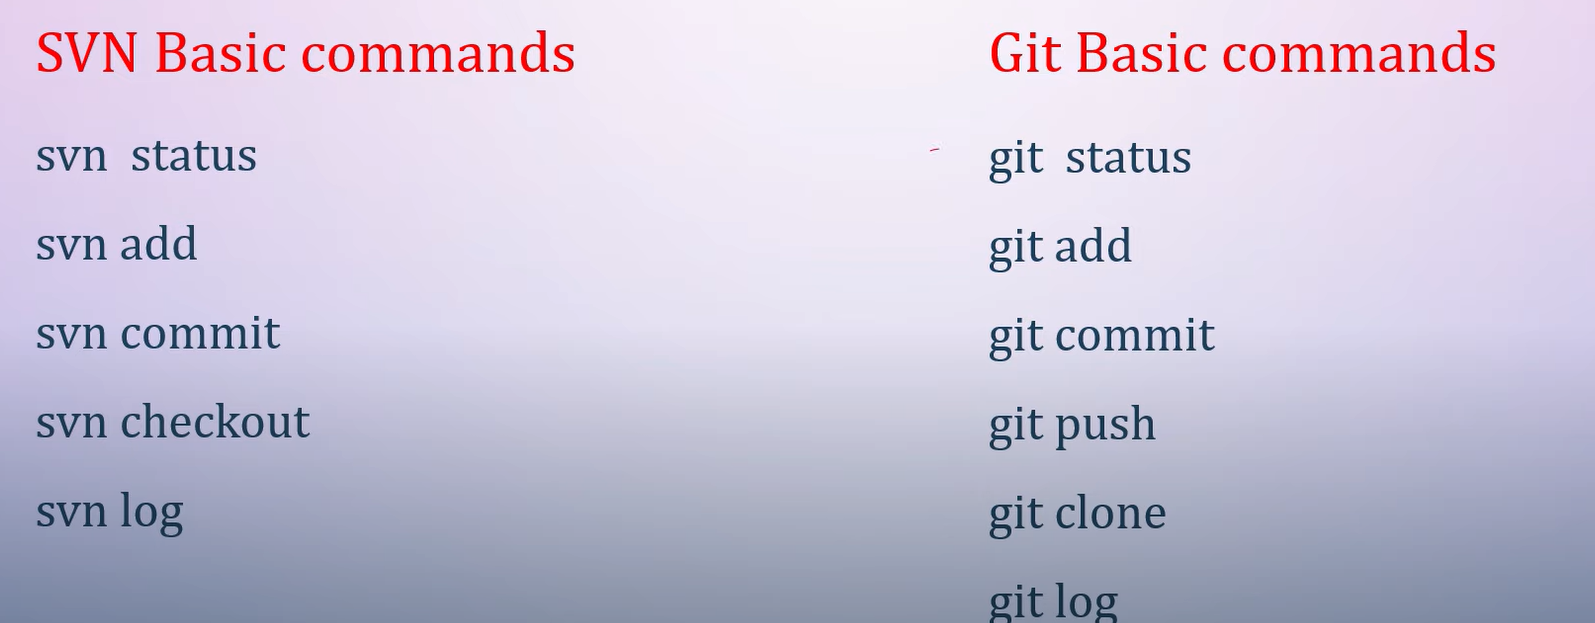 SVN Basic commands
svn  status
svn add
svn commit
svn checkout
svn log
Git Basic commands
git  status
git add
git commit
git push
git clone
git log